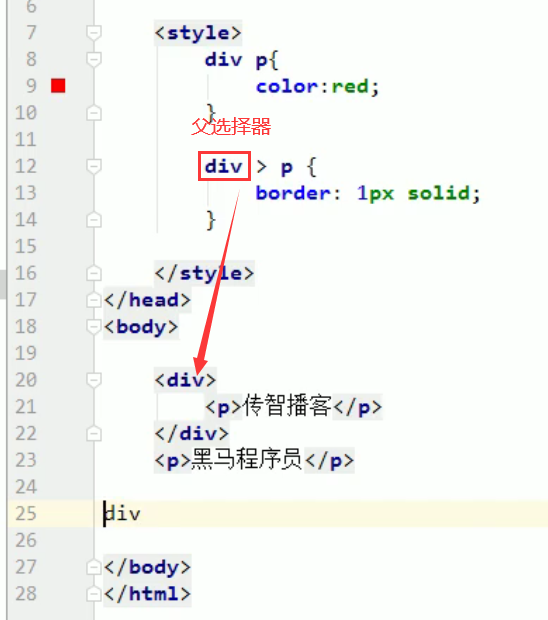 6
7 <style>
8 div p{
9 color:red;
10 }
父选择器
11
12 div > p {
13 border: 1px solid;
14 }
15
16 </style>
17 </head>
18 <body>
19
20 <div>
21 <p>传智播客</p>
22 </div>
23 <p>黑马程序员</p>
24
25 div
26
27 </body>
28 </html>